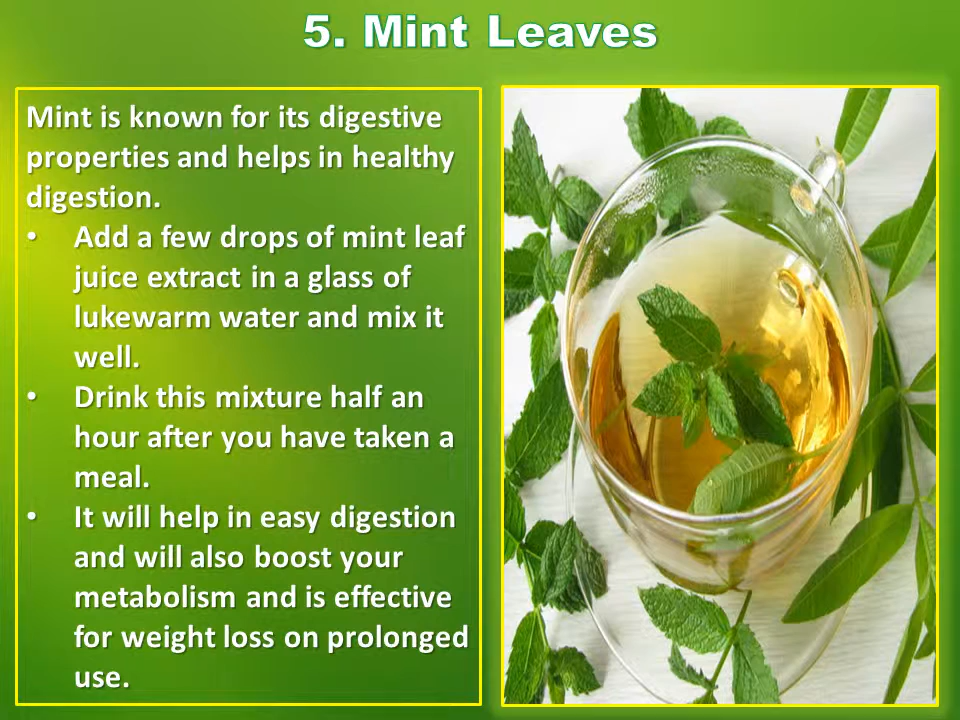 5. Mint Leaves
Mint is known for its digestive
properties and helps in healthy
digestion.
• Add a few drops of mint leaf
juice extract in a glass of
lukewarm water and mix it
well.
• Drink this mixture half an
hour after you have taken a
meal.
• It will help in easy digestion
and will also boost your
metabolism and is effective
for weight loss on prolonged
use.